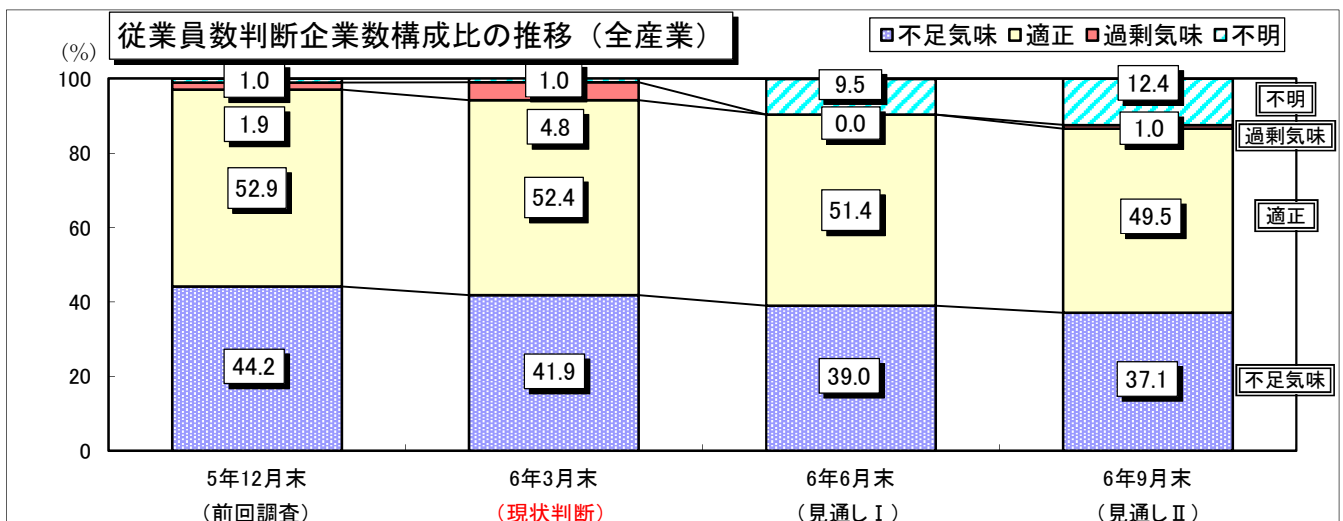 従業員数判断企業数構成比の推移（全産業）
不足気味 適正 過剰気味 不明
(%)
100
80
60
40
20
0
1.0 1.0 9.5 12.4
1.9 4.8 0.0 1.0
52.9 52.4 51.4 49.5
44.2 41.9 39.0 37.1
不明
過剰気味
適正
不足気味
5年12月末 6年3月末 6年6月末 6年9月末
（前回調査） （現状判断） （見通しⅠ） （見通しⅡ）